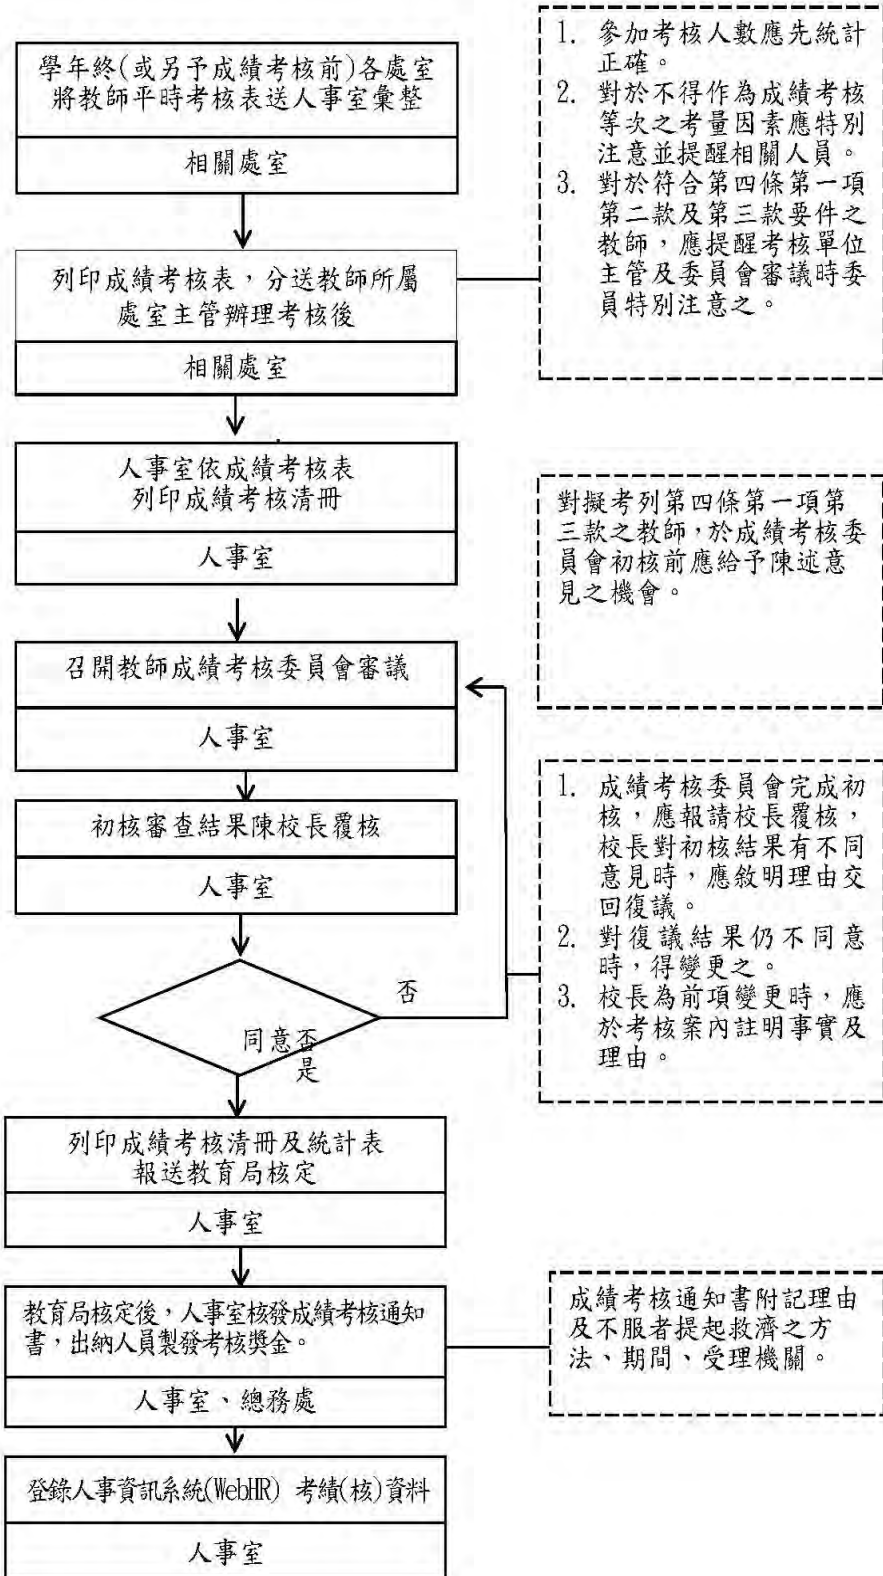 學年終(或另予成績考核前)各處室
將教師平時考核表送人事室彙整
相關處室
1. 參加考核人數應先統計
正確。
2. 對於不得作為成績考核
等次之考量因素應特別
注意並提醒相關人員。
3. 對於符合第四條第一項
第二款及第三款要件之
教師，應提醒考核單位
主管及委員會審議時委
員特別注意之。
列印成績考核表，分送教師所屬
處室主管辦理考核後
相關處室
人事室依成績考核表
列印成績考核清冊
人事室
對擬考列第四條第一項第
三款之教師，於成績考核委
員會初核前應給予陳述意
見之機會。
召開教師成績考核委員會審議
人事室
初核審查結果陳校長覆核
人事室
1. 成績考核委員會完成初
核，應報請校長覆核，
校長對初核結果有不同
意見時，應敘明理由交
回復議。
2. 對復議結果仍不同意
時，得變更之。
3. 校長為前項變更時，應
於考核案內註明事實及
理由。
否
同意否
是
列印成績考核清冊及統計表
報送教育局核定
人事室
教育局核定後，人事室核發成績考核通知
書，出納人員製發考核獎金。
人事室、總務處
成績考核通知書附記理由
及不服者提起救濟之方
法、期間、受理機關。
登錄人事資訊系統(WebHR) 考績(核)資料
人事室